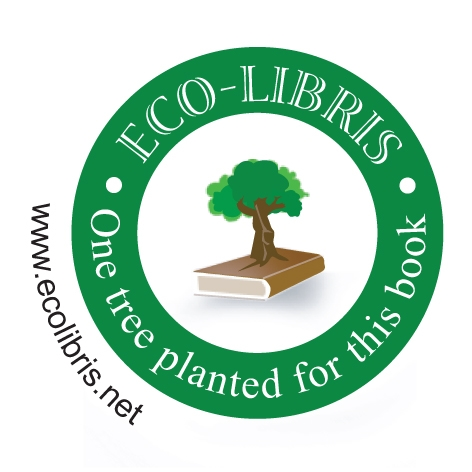 ECO-LIBRIS
One tree planted for this book
www.ecolibris.net